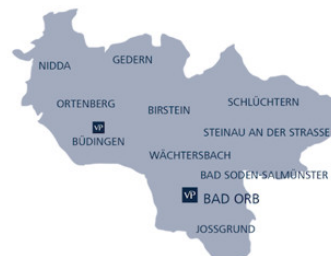 GEDERN
NIDDA
ORTENBERG
BIRSTEIN
SCHLÜCHTERN
VP
BÜDINGEN
STEINAU AN DER STRASSE
WÄCHTERSBACH
BAD SODEN-SALMÜNSTER
VP BAD ORB
JOSSGRUND